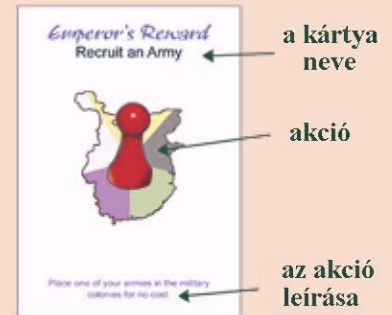 Emperor's Reward
Recruit an Army
a kártya
neve
akció
Place one of your armies in the military
colonies for no cost.
az akció
leírása